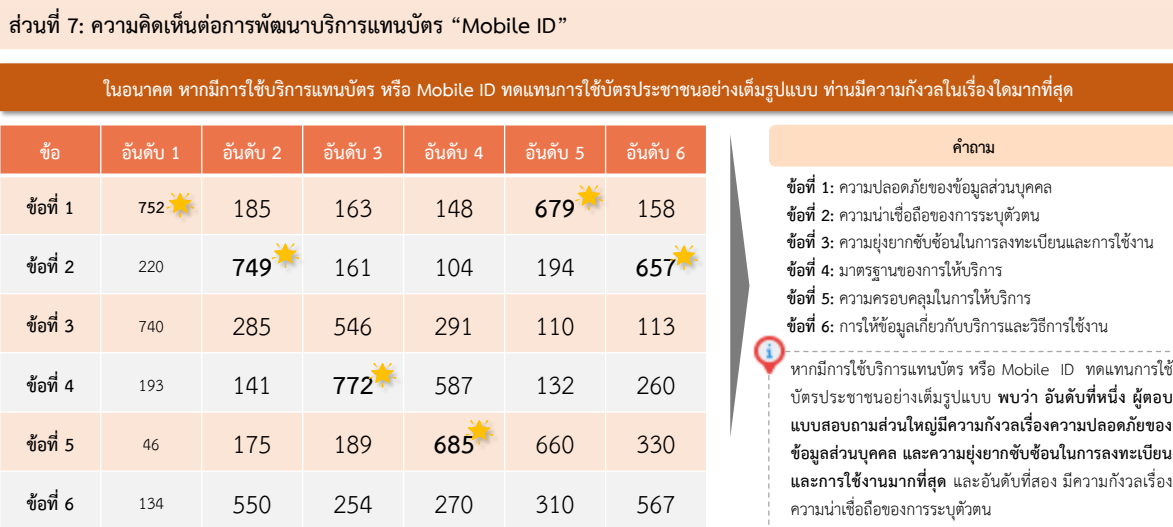 ส่วนที่ 7: ความคิดเห็นต่อการพัฒนาบริการแทนบัตร “Mobile ID”
ในอนาคต หากมีการใช้บริการแทนบัตร หรือ Mobile ID ทดแทนการใช้บัตรประชาชนอย่างเต็มรูปแบบ ท่านมีความกังวลในเรื่องใดมากที่สุด
ข้อ อันดับ 1 อันดับ 2 อันดับ 3 อันดับ 4 อันดับ 5 อันดับ 6
ข้อที่ 1 752 185 163 148 679 158
ข้อที่ 2 220 749 161 104 194 657
ข้อที่ 3 740 285 546 291 110 113
ข้อที่ 4 193 141 772 587 132 260
ข้อที่ 5 46 175 189 685 660 330
ข้อที่ 6 134 550 254 270 310 567
คำถาม
ข้อที่ 1: ความปลอดภัยของข้อมูลส่วนบุคคล
ข้อที่ 2: ความน่าเชื่อถือของการระบุตัวตน
ข้อที่ 3: ความยุ่งยากซับซ้อนในการลงทะเบียนและการใช้งาน
ข้อที่ 4: มาตรฐานของการให้บริการ
ข้อที่ 5: ความครอบคลุมในการให้บริการ
ข้อที่ 6: การให้ข้อมูลเกี่ยวกับบริการและวิธีการใช้งาน
i
หากมีการใช้บริการแทนบัตร หรือ Mobile ID ทดแทนการใช้
บัตรประชาชนอย่างเต็มรูปแบบ พบว่า อันดับที่หนึ่ง ผู้ตอบ
แบบสอบถามส่วนใหญ่มีความกังวลเรื่องความปลอดภัยของ
ข้อมูลส่วนบุคคล และความยุ่งยากซับซ้อนในการลงทะเบียน
และการใช้งานมากที่สุด และอันดับที่สอง มีความกังวลเรื่อง
ความน่าเชื่อถือของการระบุตัวตน